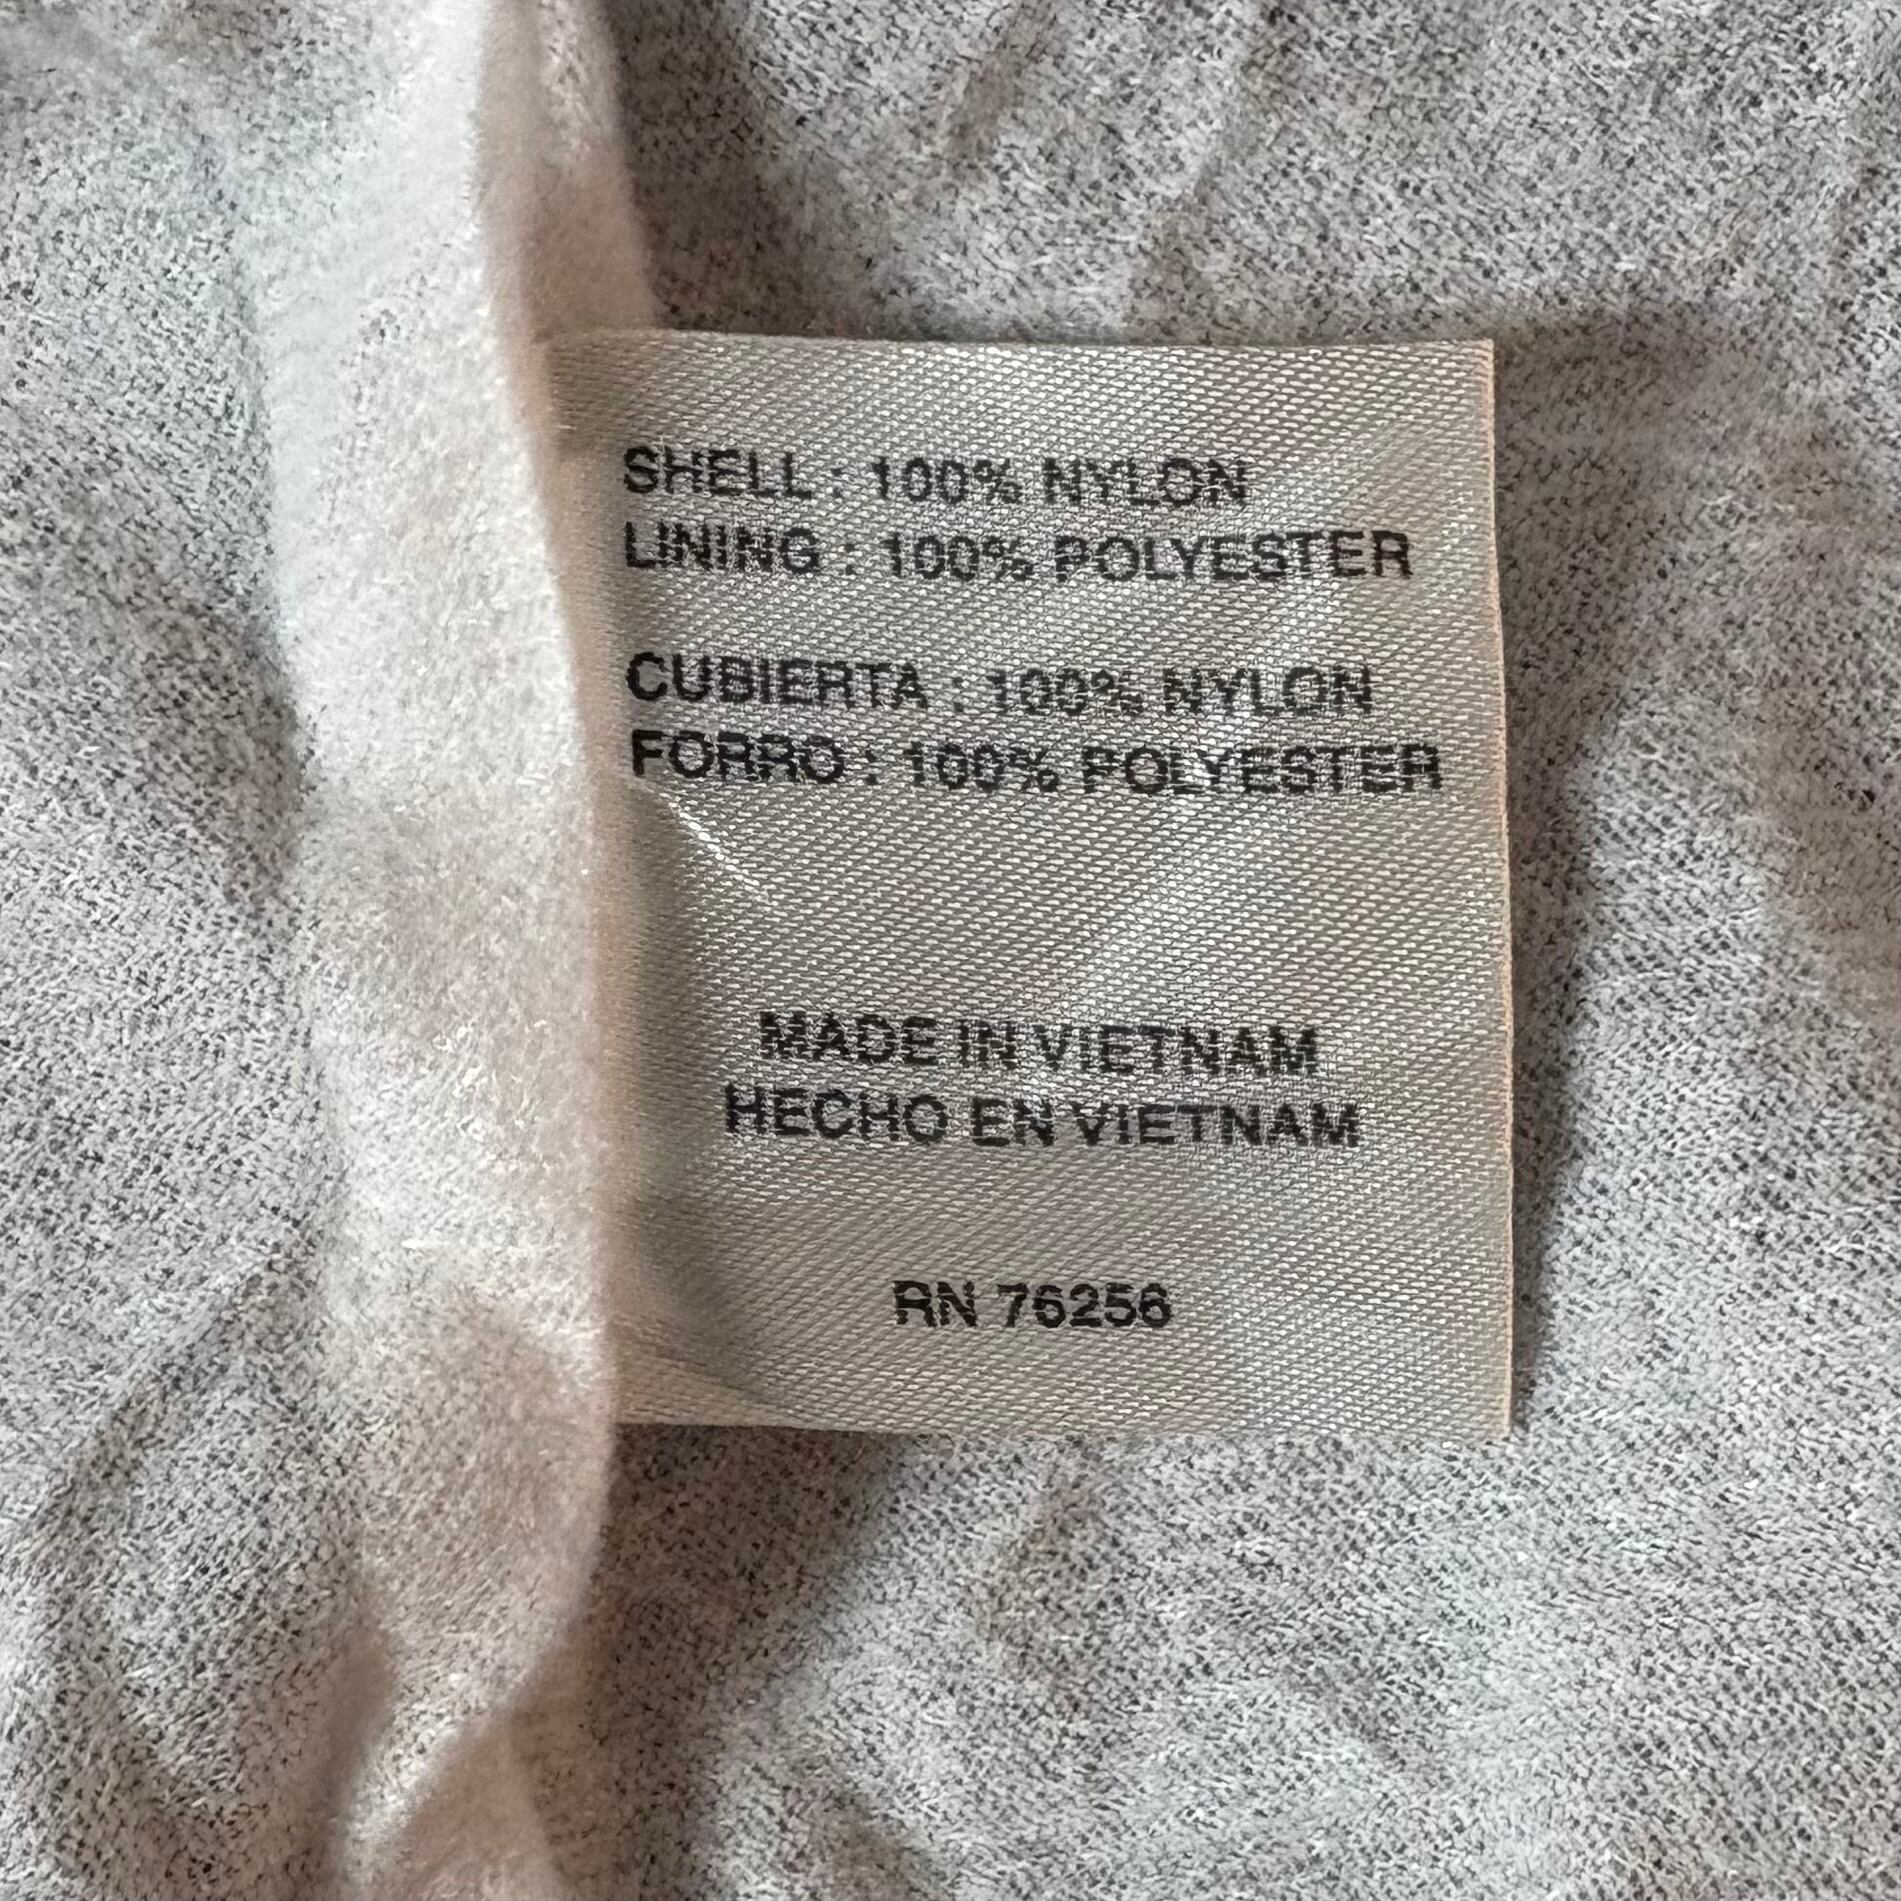 SHELL : 100% NYLON
LINING : 100% POLYESTER
CUBIERTA : 100% NYLON
FORRO : 100% POLYESTER
MADE IN VIETNAM
HECHO EN VIETNAM
RN 76256